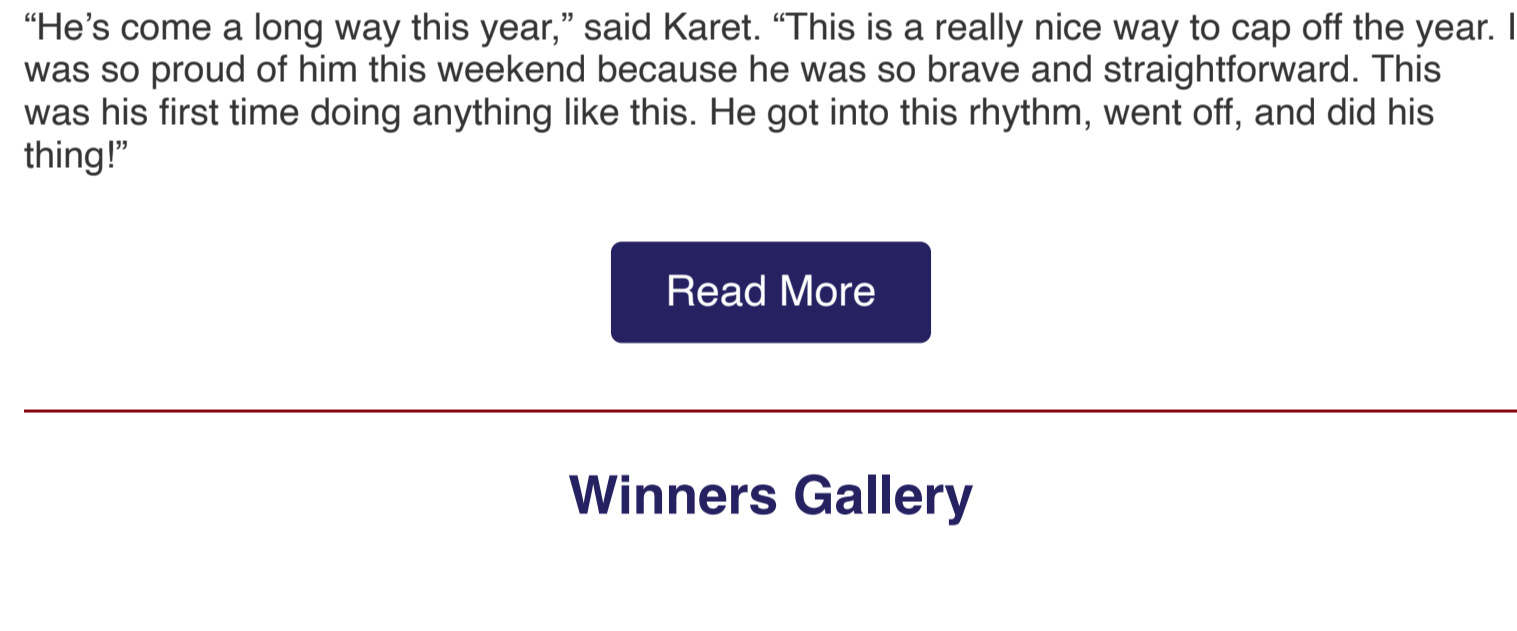 “He’s come a long way this year,” said Karet. “This is a really nice way to cap off the year. I
was so proud of him this weekend because he was so brave and straightforward. This
was his first time doing anything like this. He got into this rhythm, went off, and did his
thing!”
Read More
Winners Gallery